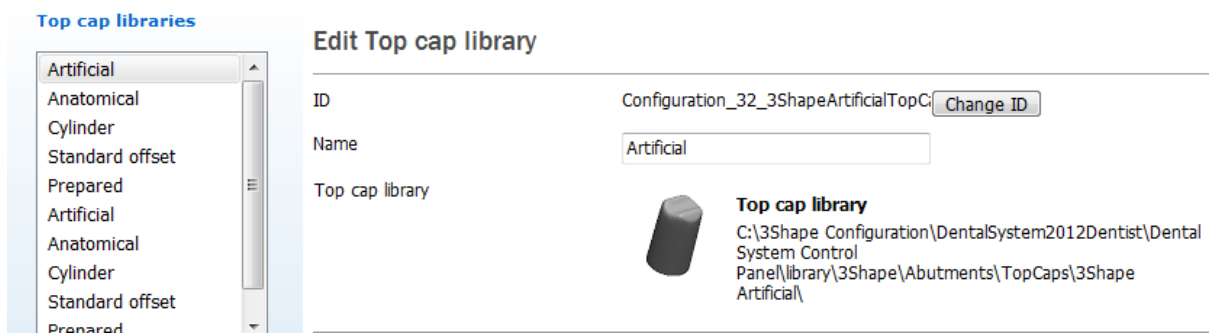 Top cap libraries
Artificial
Anatomical
Cylinder
Standard offset
Prepared
Artificial
Anatomical
Cylinder
Standard offset
Prepared
Edit Top cap library
ID Configuration_32_3ShapeArtificialTopCa Change ID
Name Artificial
Top cap library
Top cap library
C:\3Shape Configuration\DentalSystem2012Dentist\Dental
System Control
Panel\library\3Shape\Abutments\TopCaps\3Shape
Artificial\